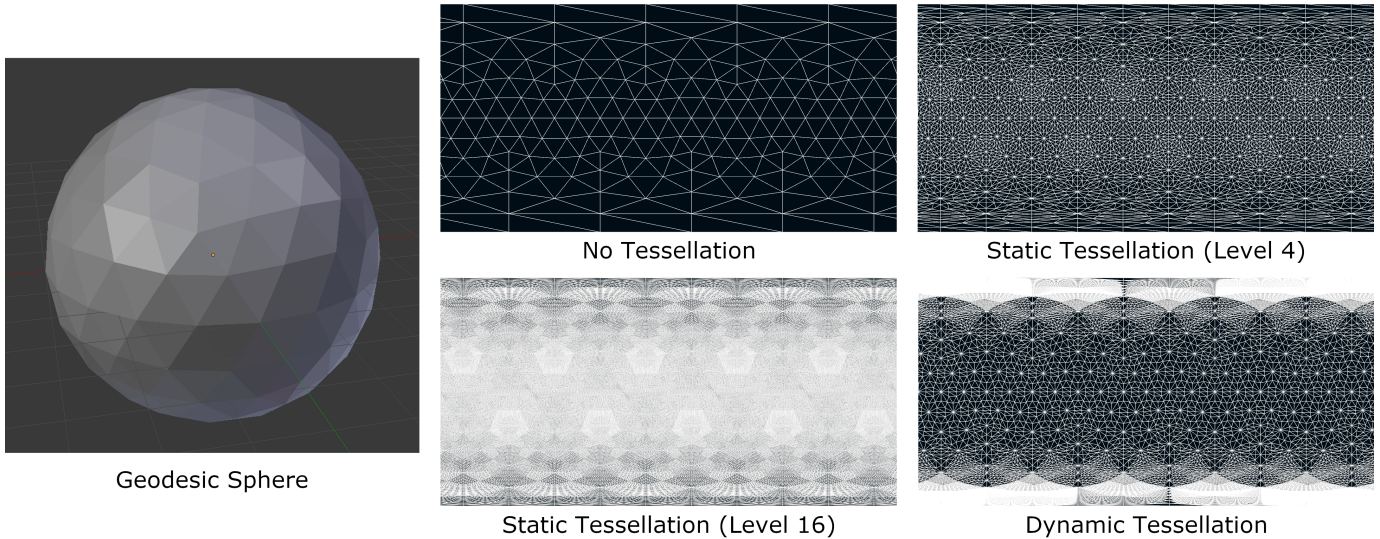 No Tessellation
Static Tessellation (Level 4)
Geodesic Sphere
Static Tessellation (Level 16)
Dynamic Tessellation